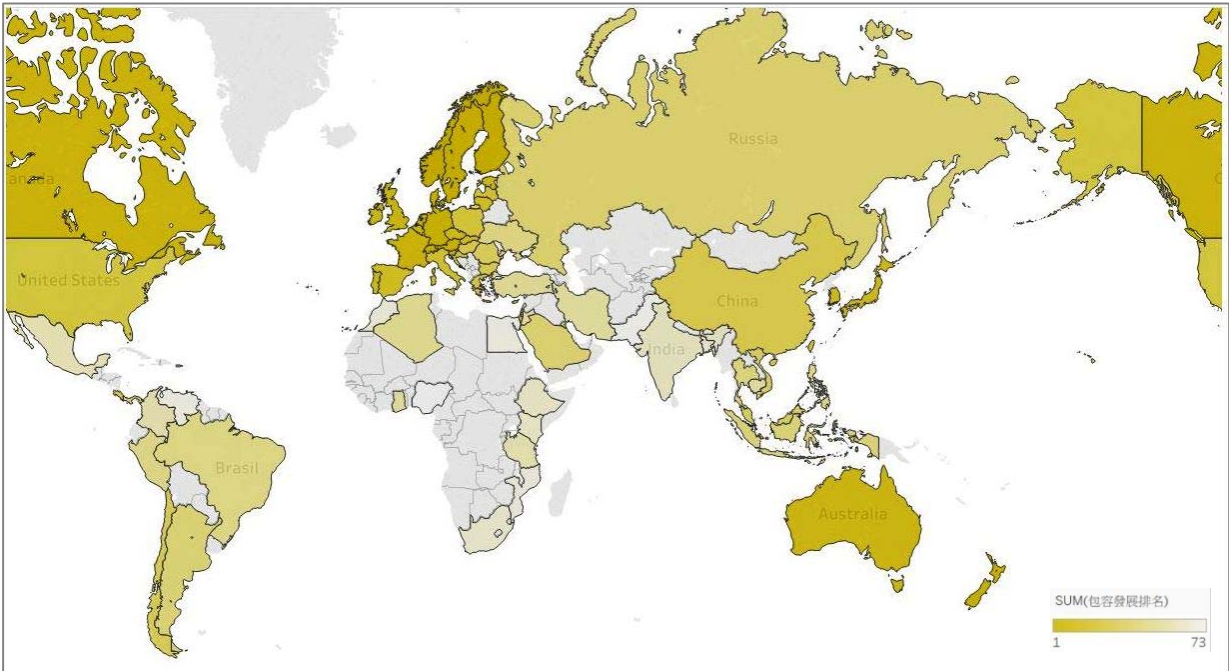 Russia
anada
United States
China
India
Brasil
Australia
C
SUM(包容發展排名)
1 73